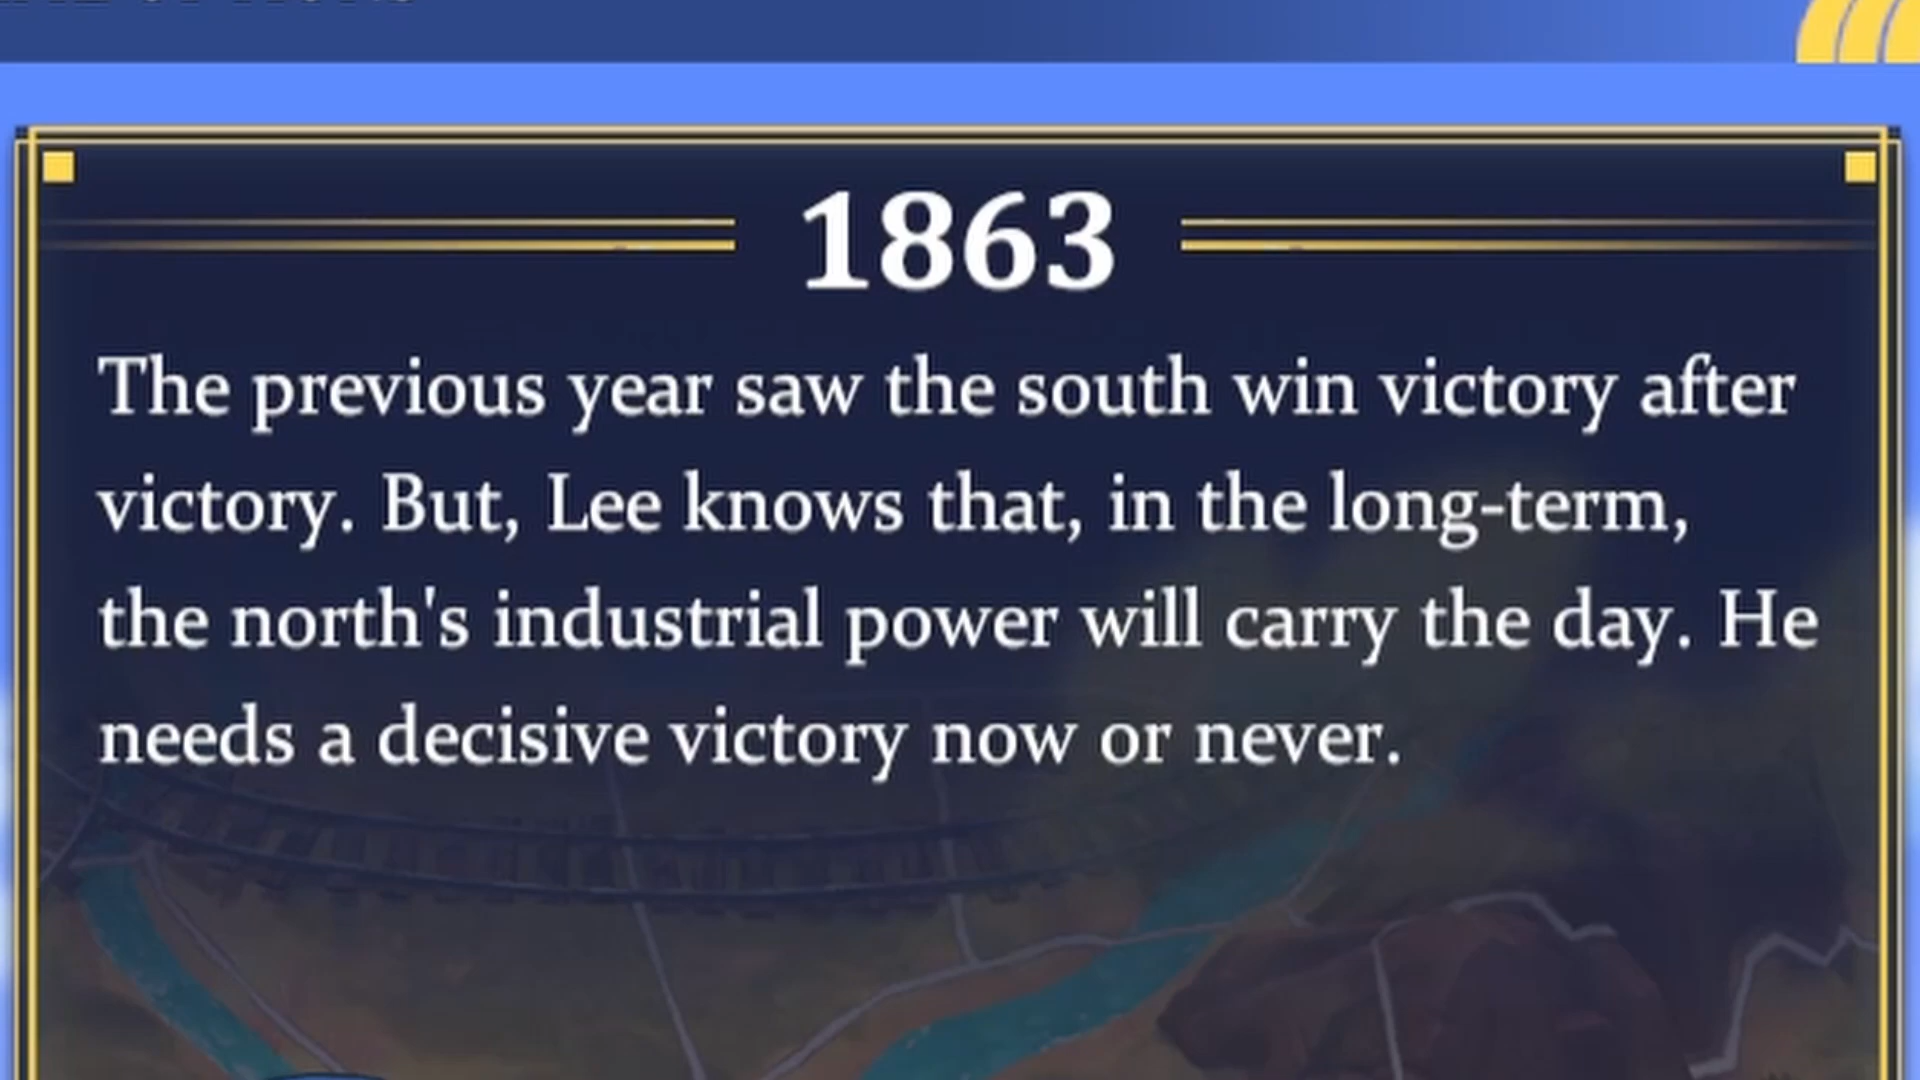 1863
The previous year saw the south win victory after
victory. But, Lee knows that, in the long-term,
the north's industrial power will carry the day. He
needs a decisive victory now or never.